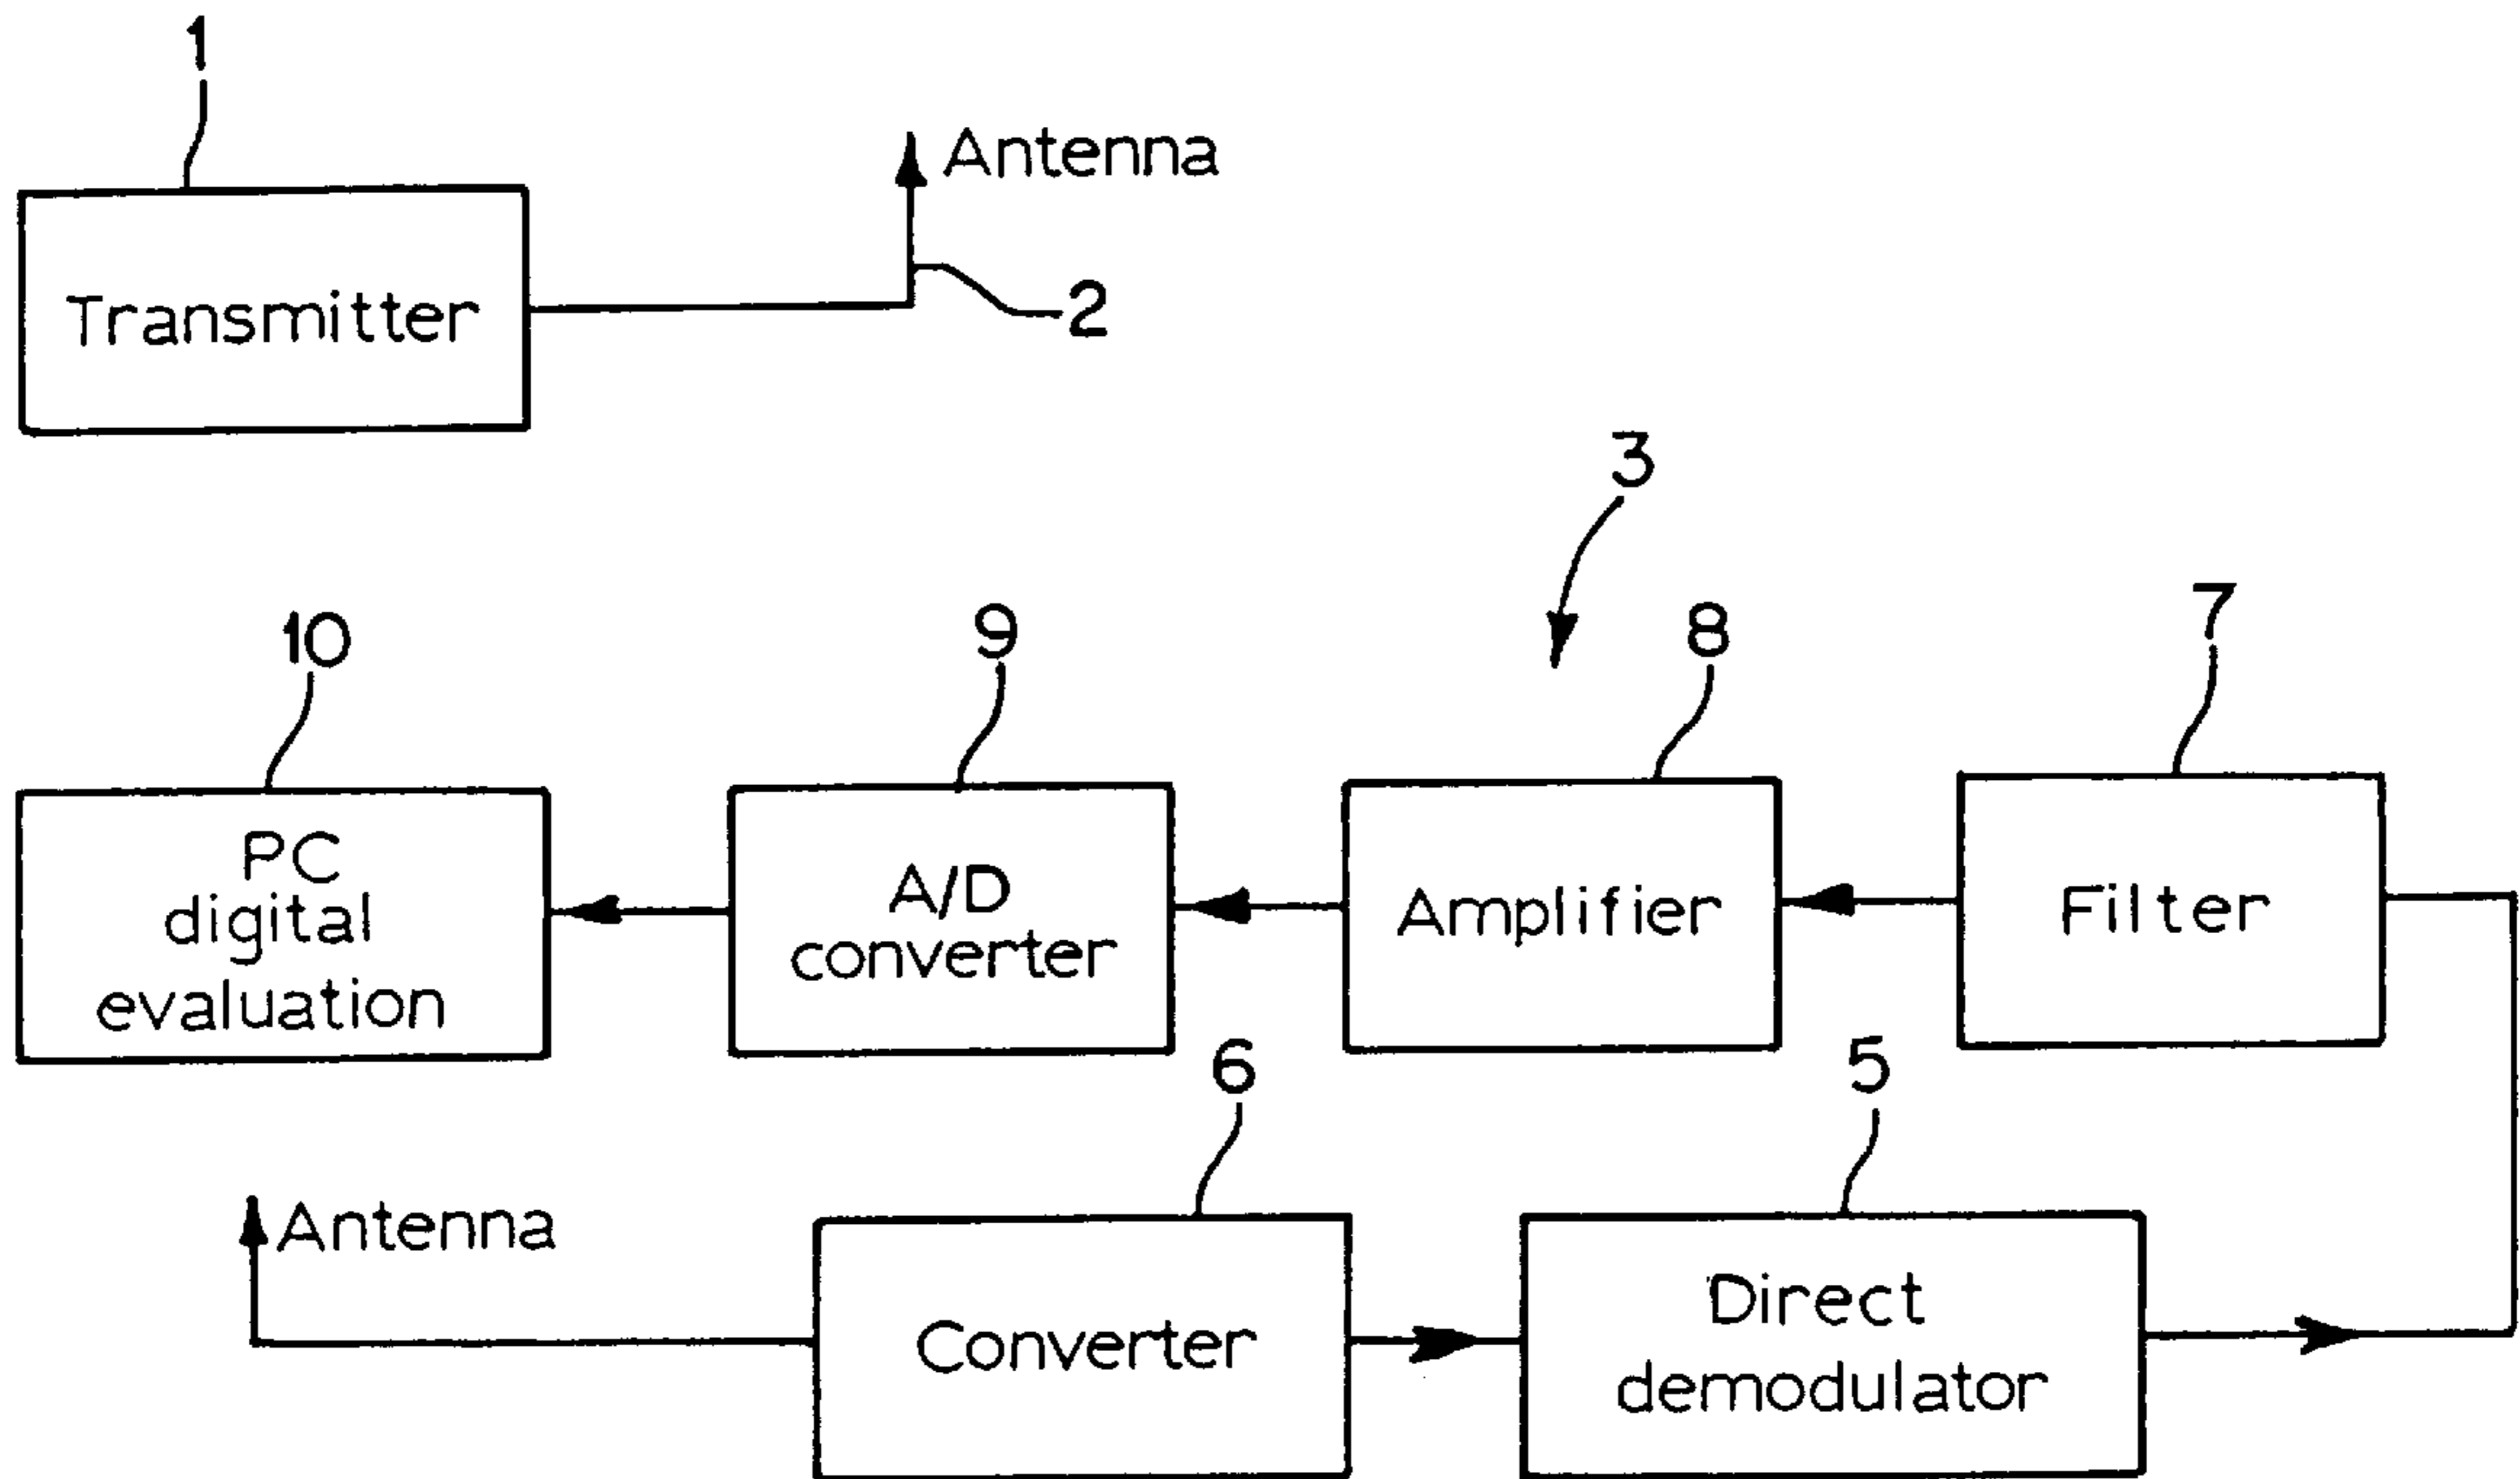 1
Antenna
Transmitter
2
3
10
9
8
7
PC
digital
evaluation
A/D
converter
Amplifier
Filter
6
5
Antenna
Converter
Direct
demodulator